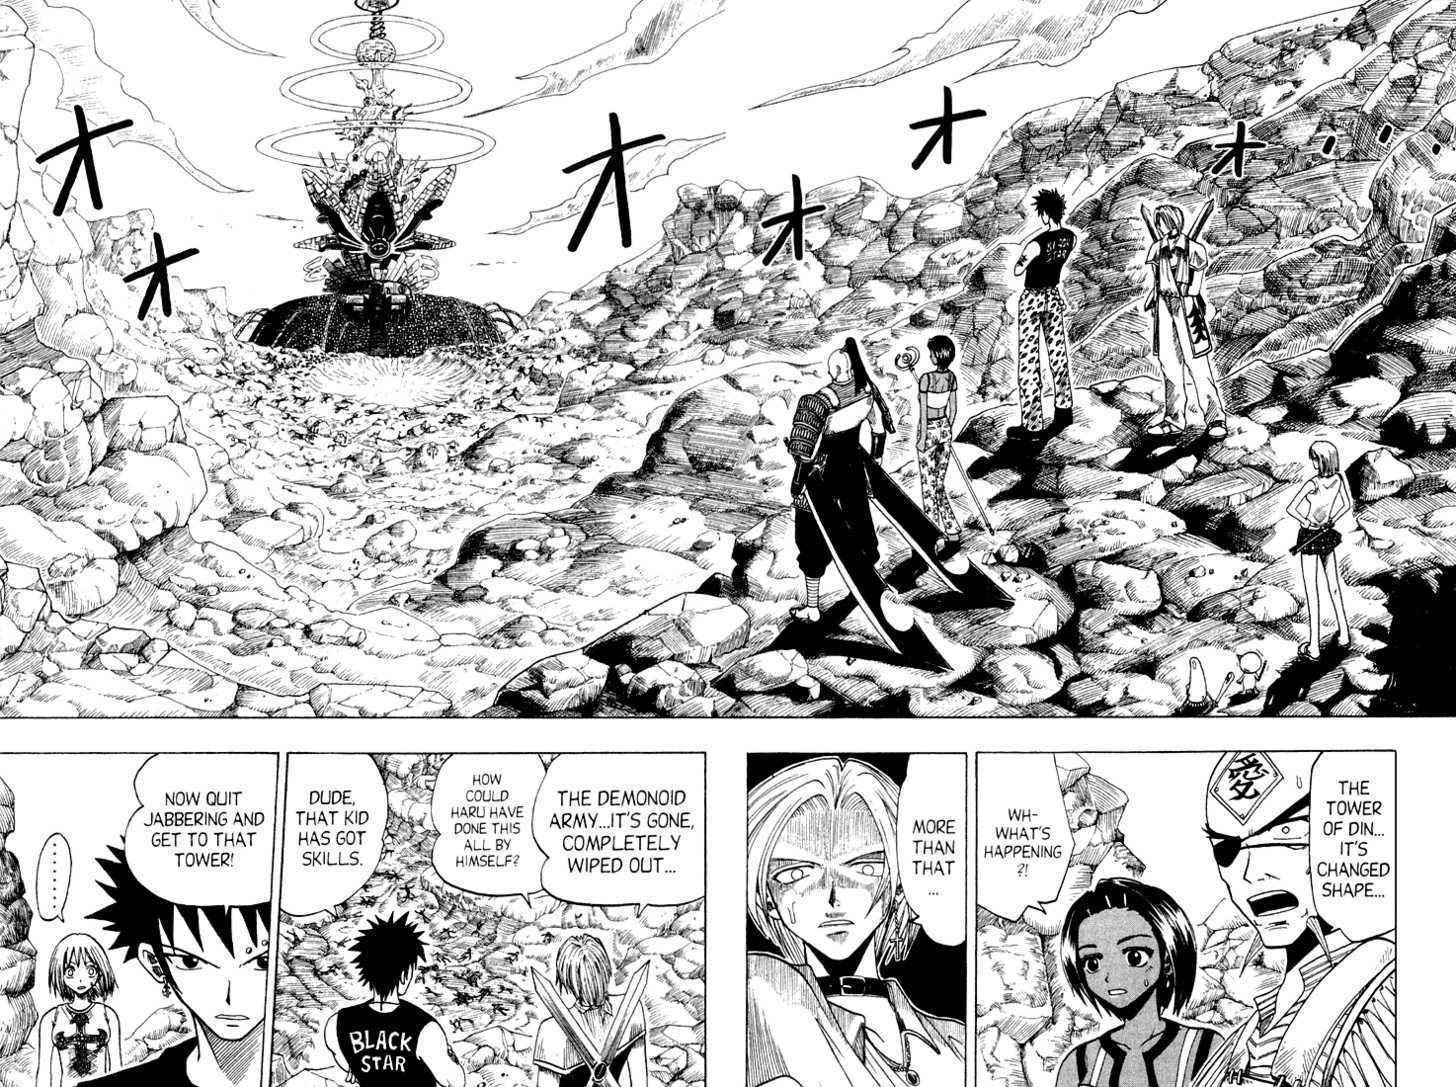 オ
オ
オ
オ
オ
オ
THE
TOWER
OF DIN...
IT'S
CHANGED
SHAPE...
愛
WH-
WHAT'S
HAPPENING
?!
MORE
THAN
THAT
...
THE DEMONOID
ARMY...IT'S GONE,
COMPLETELY
WIPED OUT...
HOW
COULD
HARU HAVE
DONE THIS
ALL BY
HIMSELF?
DUDE,
THAT KID
HAS GOT
SKILLS.
BLACK
STAR
NOW QUIT
JABBERING AND
GET TO THAT
TOWER!
......